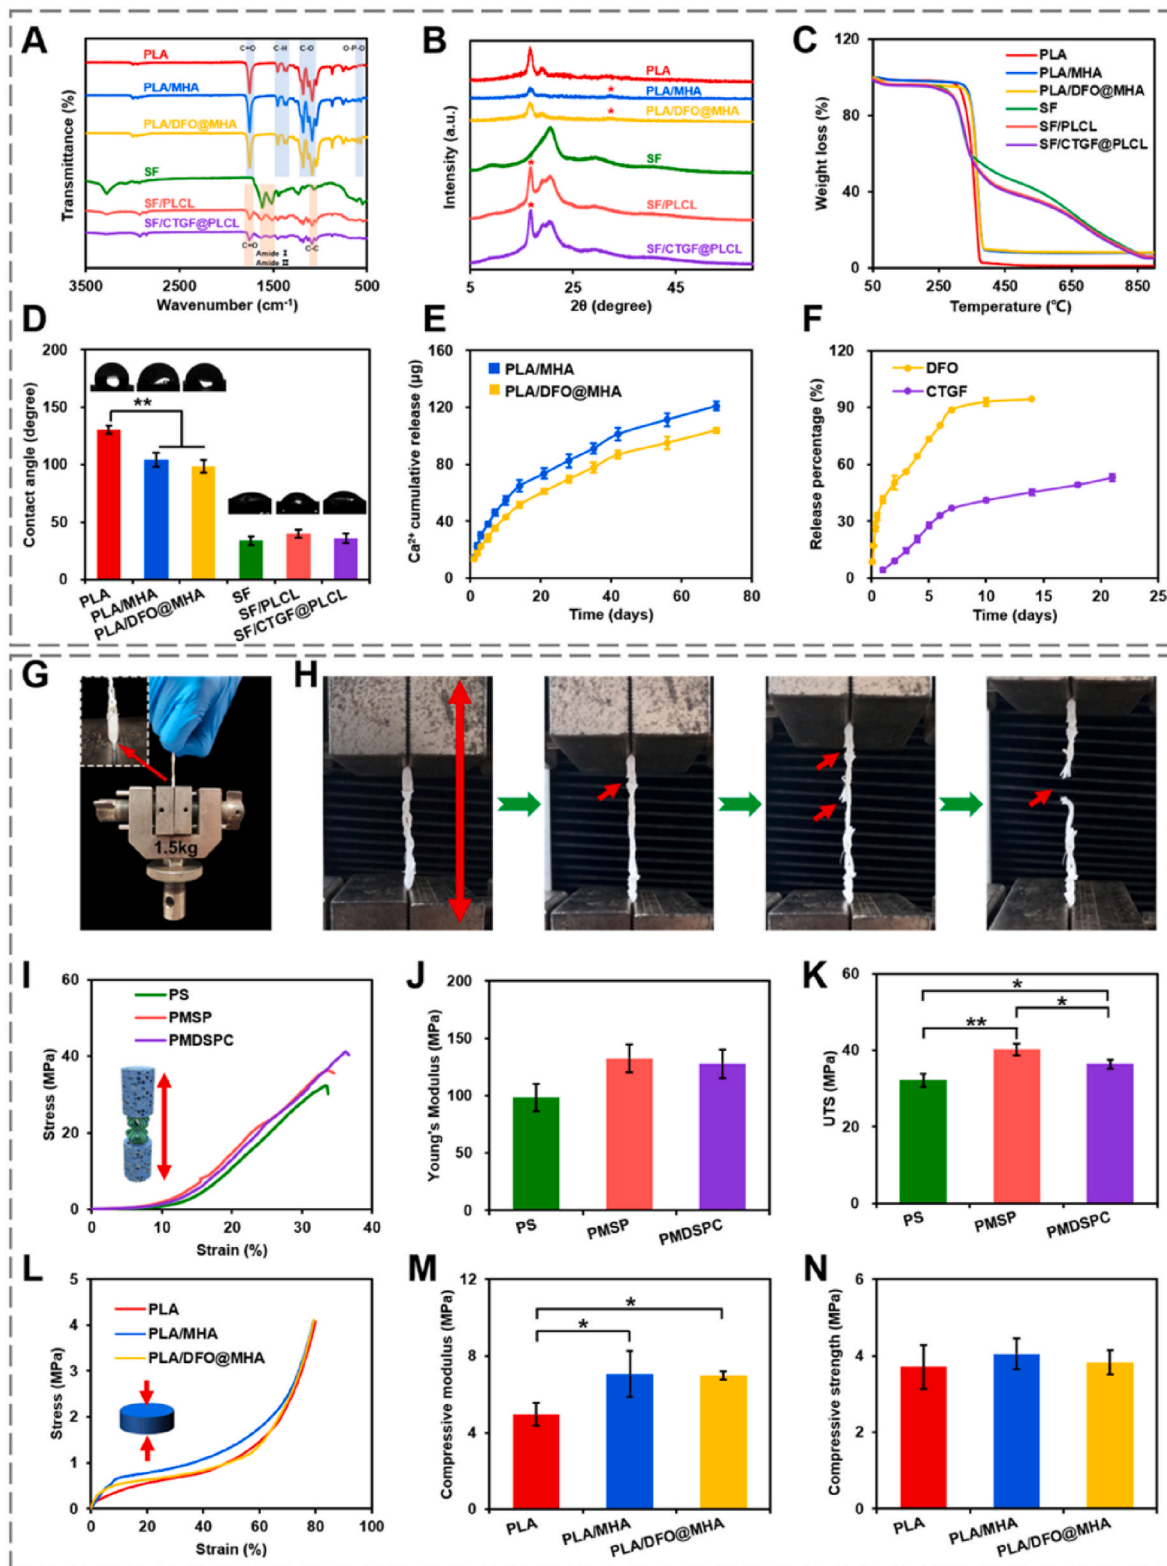 A
PLA
PLA/MHA
PLA/DFO@MHA
SF
SF/PLCL
SF/CTGF@PLCL
C=O
C-H
C-O
O-P-O
C=O
Amide I
Amide II
C-C
Transmittance (%)
3500
2500
1500
500
Wavenumber (cm⁻¹)
B
PLA
*
PLA/MHA
*
PLA/DFO@MHA
SF
*
SF/PLCL
*
SF/CTGF@PLCL
Intensity (a.u.)
5
25
45
2θ (degree)
C
120
80
40
0
Weight loss (%)
PLA
PLA/MHA
PLA/DFO@MHA
SF
SF/PLCL
SF/CTGF@PLCL
50
250
450
650
850
Temperature (℃)
D
200
150
100
50
0
Contact angle (degree)
**
PLA
PLA/MHA
PLA/DFO@MHA
SF
SF/PLCL
SF/CTGF@PLCL
E
160
120
80
40
0
Ca²⁺ cumulative release (µg)
PLA/MHA
PLA/DFO@MHA
0
20
40
60
80
Time (days)
F
120
90
60
30
0
Release percentage (%)
DFO
CTGF
0
5
10
15
20
25
Time (days)
G
1.5kg
H
I
60
40
20
0
Stress (MPa)
PS
PMSP
PMDSPC
0
10
20
30
40
Strain (%)
J
200
150
100
50
0
Young's Modulus (MPa)
PS
PMSP
PMDSPC
K
60
40
20
0
UTS (MPa)
*
*
**
PS
PMSP
PMDSPC
L
5
4
3
2
1
0
Stress (MPa)
PLA
PLA/MHA
PLA/DFO@MHA
0
20
40
60
80
100
Strain (%)
M
12
8
4
0
Compressive modulus (MPa)
*
*
PLA
PLA/MHA
PLA/DFO@MHA
N
6
4
2
0
Compressive strength (MPa)
PLA
PLA/MHA
PLA/DFO@MHA